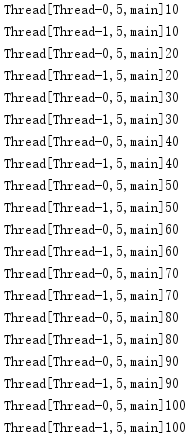 Thread[Thread-0,5,main]10
Thread[Thread-1,5,main]10
Thread[Thread-0,5,main]20
Thread[Thread-1,5,main]20
Thread[Thread-0,5,main]30
Thread[Thread-1,5,main]30
Thread[Thread-0,5,main]40
Thread[Thread-1,5,main]40
Thread[Thread-0,5,main]50
Thread[Thread-1,5,main]50
Thread[Thread-0,5,main]60
Thread[Thread-1,5,main]60
Thread[Thread-0,5,main]70
Thread[Thread-1,5,main]70
Thread[Thread-0,5,main]80
Thread[Thread-1,5,main]80
Thread[Thread-0,5,main]90
Thread[Thread-1,5,main]90
Thread[Thread-0,5,main]100
Thread[Thread-1,5,main]100